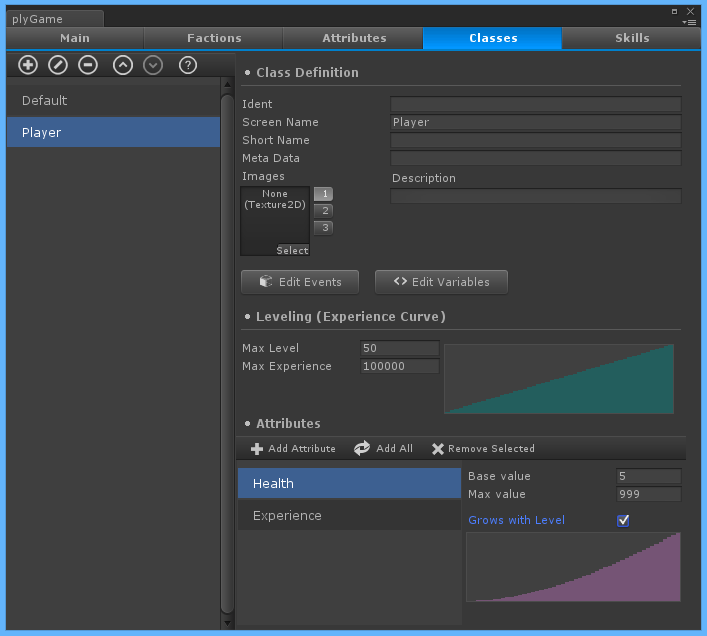 plyGame
Main Factions Attributes Classes Skills
Default
Player
Class Definition
Ident
Screen Name Player
Short Name
Meta Data
Images Description
None
(Texture2D)
Select
1
2
3
Edit Events Edit Variables
Leveling (Experience Curve)
Max Level 50
Max Experience 100000
Attributes
Add Attribute Add All Remove Selected
Health
Experience
Base value 5
Max value 999
Grows with Level